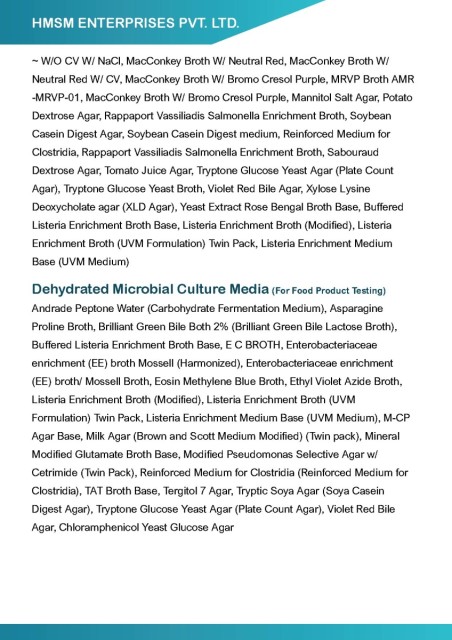 HMSM ENTERPRISES PVT. LTD.
~ W/O CV W/ NaCl, MacConkey Broth W/ Neutral Red, MacConkey Broth W/
Neutral Red W/ CV, MacConkey Broth W/ Bromo Cresol Purple, MRVP Broth AMR
-MRVP-01, MacConkey Broth W/ Bromo Cresol Purple, Mannitol Salt Agar, Potato
Dextrose Agar, Rappaport Vassiliadis Salmonella Enrichment Broth, Soybean
Casein Digest Agar, Soybean Casein Digest medium, Reinforced Medium for
Clostridia, Rappaport Vassiliadis Salmonella Enrichment Broth, Sabouraud
Dextrose Agar, Tomato Juice Agar, Tryptone Glucose Yeast Agar (Plate Count
Agar), Tryptone Glucose Yeast Broth, Violet Red Bile Agar, Xylose Lysine
Deoxycholate agar (XLD Agar), Yeast Extract Rose Bengal Broth Base, Buffered
Listeria Enrichment Broth Base, Listeria Enrichment Broth (Modified), Listeria
Enrichment Broth (UVM Formulation) Twin Pack, Listeria Enrichment Medium
Base (UVM Medium)
Dehydrated Microbial Culture Media (For Food Product Testing)
Andrade Peptone Water (Carbohydrate Fermentation Medium), Asparagine
Proline Broth, Brilliant Green Bile Both 2% (Brilliant Green Bile Lactose Broth),
Buffered Listeria Enrichment Broth Base, E C BROTH, Enterobacteriaceae
enrichment (EE) broth Mossell (Harmonized), Enterobacteriaceae enrichment
(EE) broth/ Mossell Broth, Eosin Methylene Blue Broth, Ethyl Violet Azide Broth,
Listeria Enrichment Broth (Modified), Listeria Enrichment Broth (UVM
Formulation) Twin Pack, Listeria Enrichment Medium Base (UVM Medium), M-CP
Agar Base, Milk Agar (Brown and Scott Medium Modified) (Twin pack), Mineral
Modified Glutamate Broth Base, Modified Pseudomonas Selective Agar w/
Cetrimide (Twin Pack), Reinforced Medium for Clostridia (Reinforced Medium for
Clostridia), TAT Broth Base, Tergitol 7 Agar, Tryptic Soya Agar (Soya Casein
Digest Agar), Tryptone Glucose Yeast Agar (Plate Count Agar), Violet Red Bile
Agar, Chloramphenicol Yeast Glucose Agar